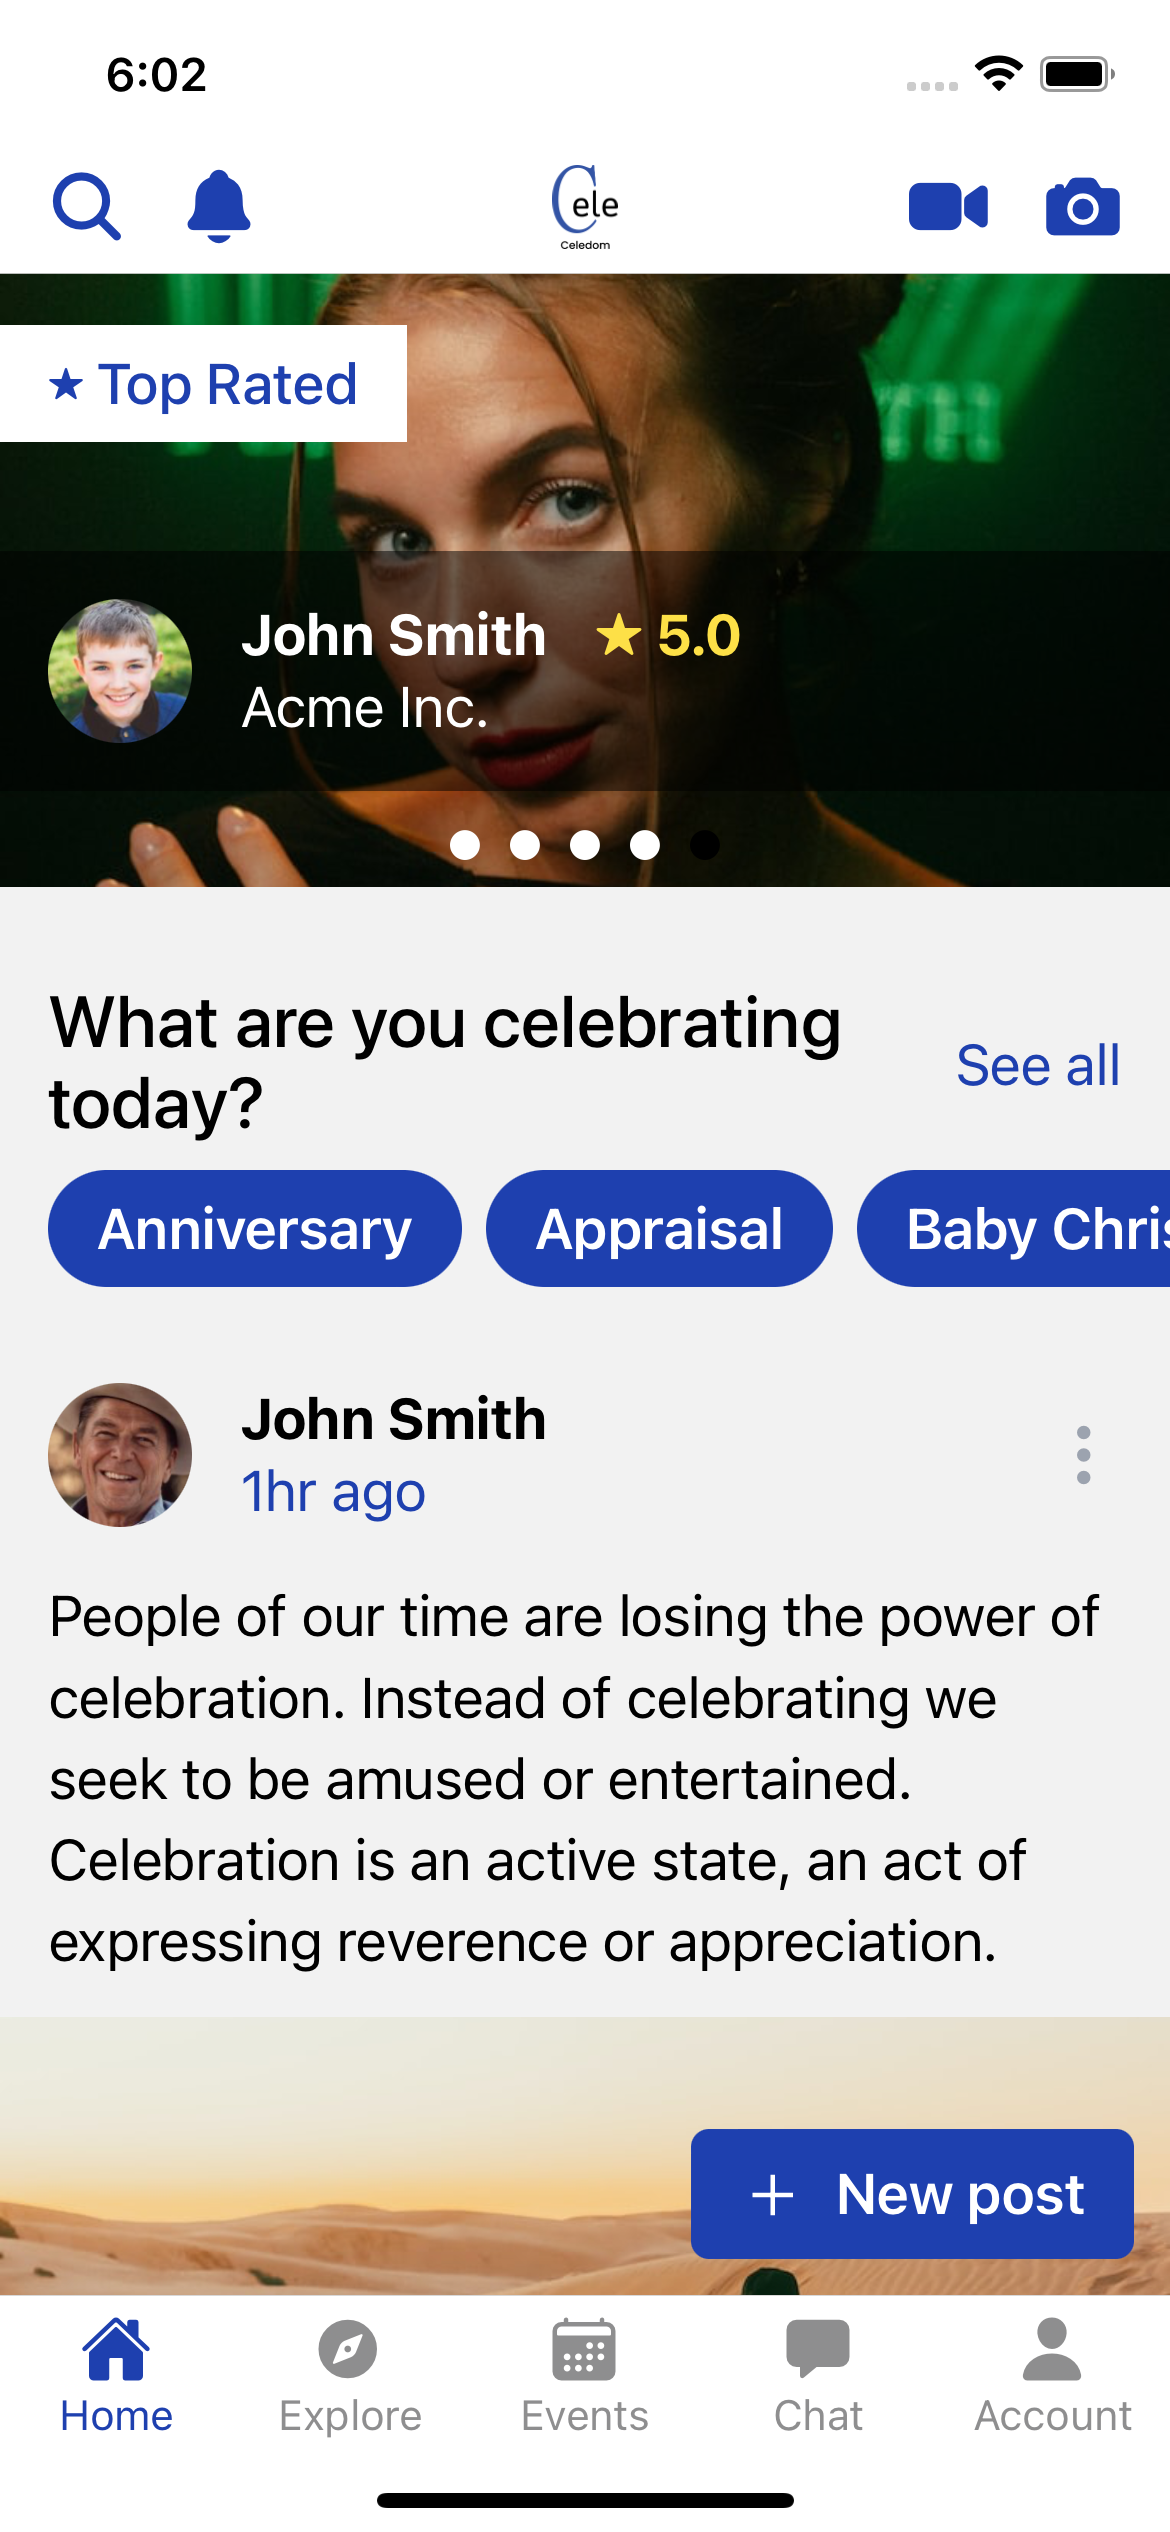 6:02
Cele
Celedom
TH
★ Top Rated
John Smith ★ 5.0
Acme Inc.
What are you celebrating
today?
See all
Anniversary
Appraisal
Baby Chris
John Smith
1hr ago
People of our time are losing the power of
celebration. Instead of celebrating we
seek to be amused or entertained.
Celebration is an active state, an act of
expressing reverence or appreciation.
+ New post
Home
Explore
Events
Chat
Account